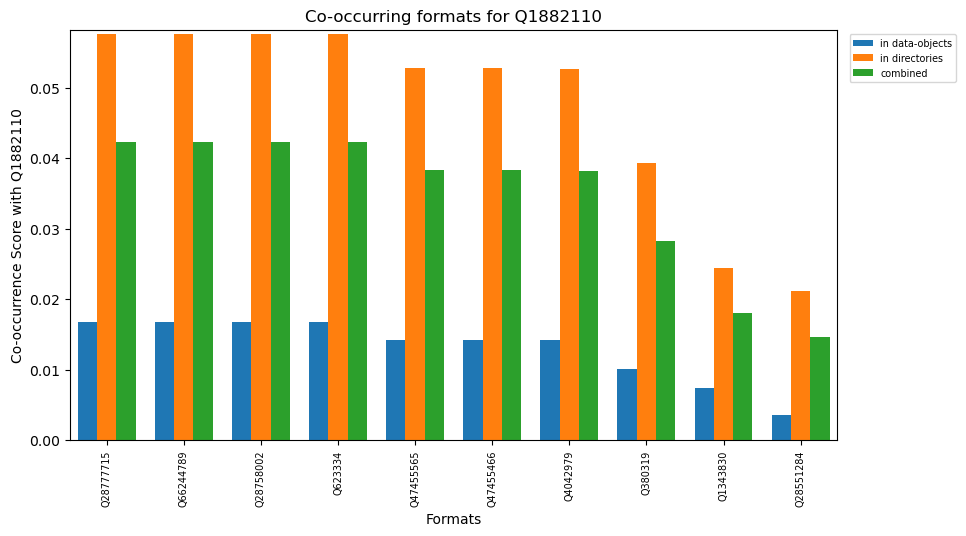 Co-occurring formats for Q1882110
in data-objects
in directories
combined
Co-occurrence Score with Q1882110
0.05
0.04
0.03
0.02
0.01
0.00
Q28777715
Q66244789
Q28758002
Q623334
Q47455565
Q47455466
Q4042979
Q380319
Q1343830
Q28551284
Formats